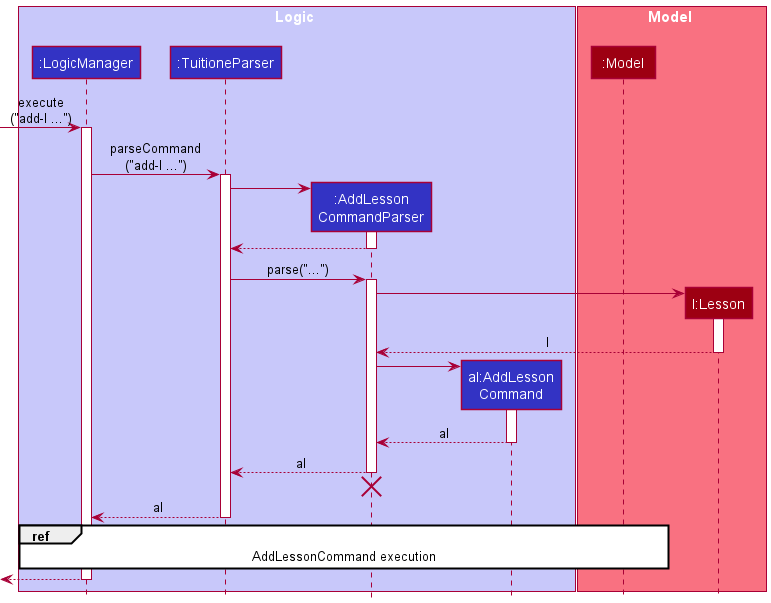 Logic
Model
:LogicManager
:TuitioneParser
:Model
execute
("add-l ...")
parseCommand
("add-l ...")
:AddLesson
CommandParser
parse("...")
l:Lesson
l
al:AddLesson
Command
al
al
al
ref
AddLessonCommand execution